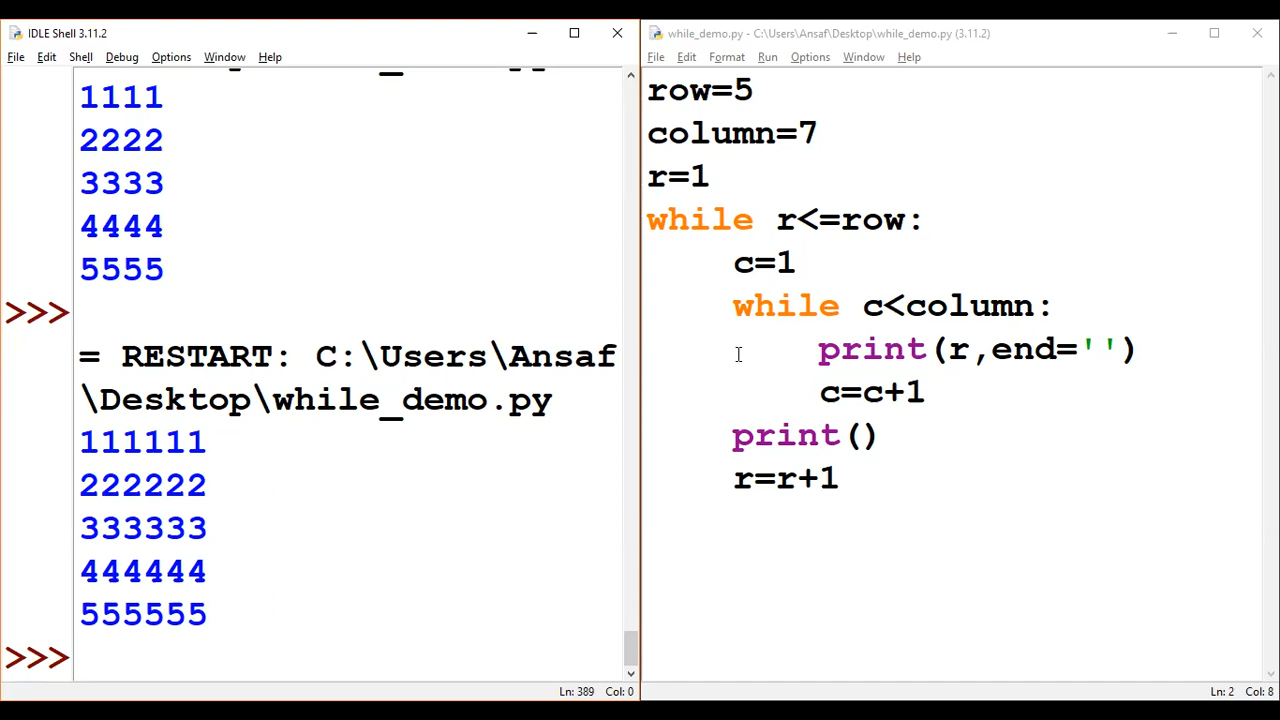 IDLE Shell 3.11.2
File Edit Shell Debug Options Window Help
1111
2222
3333
4444
5555
>>>
= RESTART: C:\Users\Ansaf
\Desktop\while_demo.py
111111
222222
333333
444444
555555
>>>
Ln: 389 Col: 0
while_demo.py - C:\Users\Ansaf\Desktop\while_demo.py (3.11.2)
File Edit Format Run Options Window Help
row=5
column=7
r=1
while r<=row:
    c=1
    while c<column:
        print(r,end='')
        c=c+1
    print()
    r=r+1
Ln: 2 Col: 8